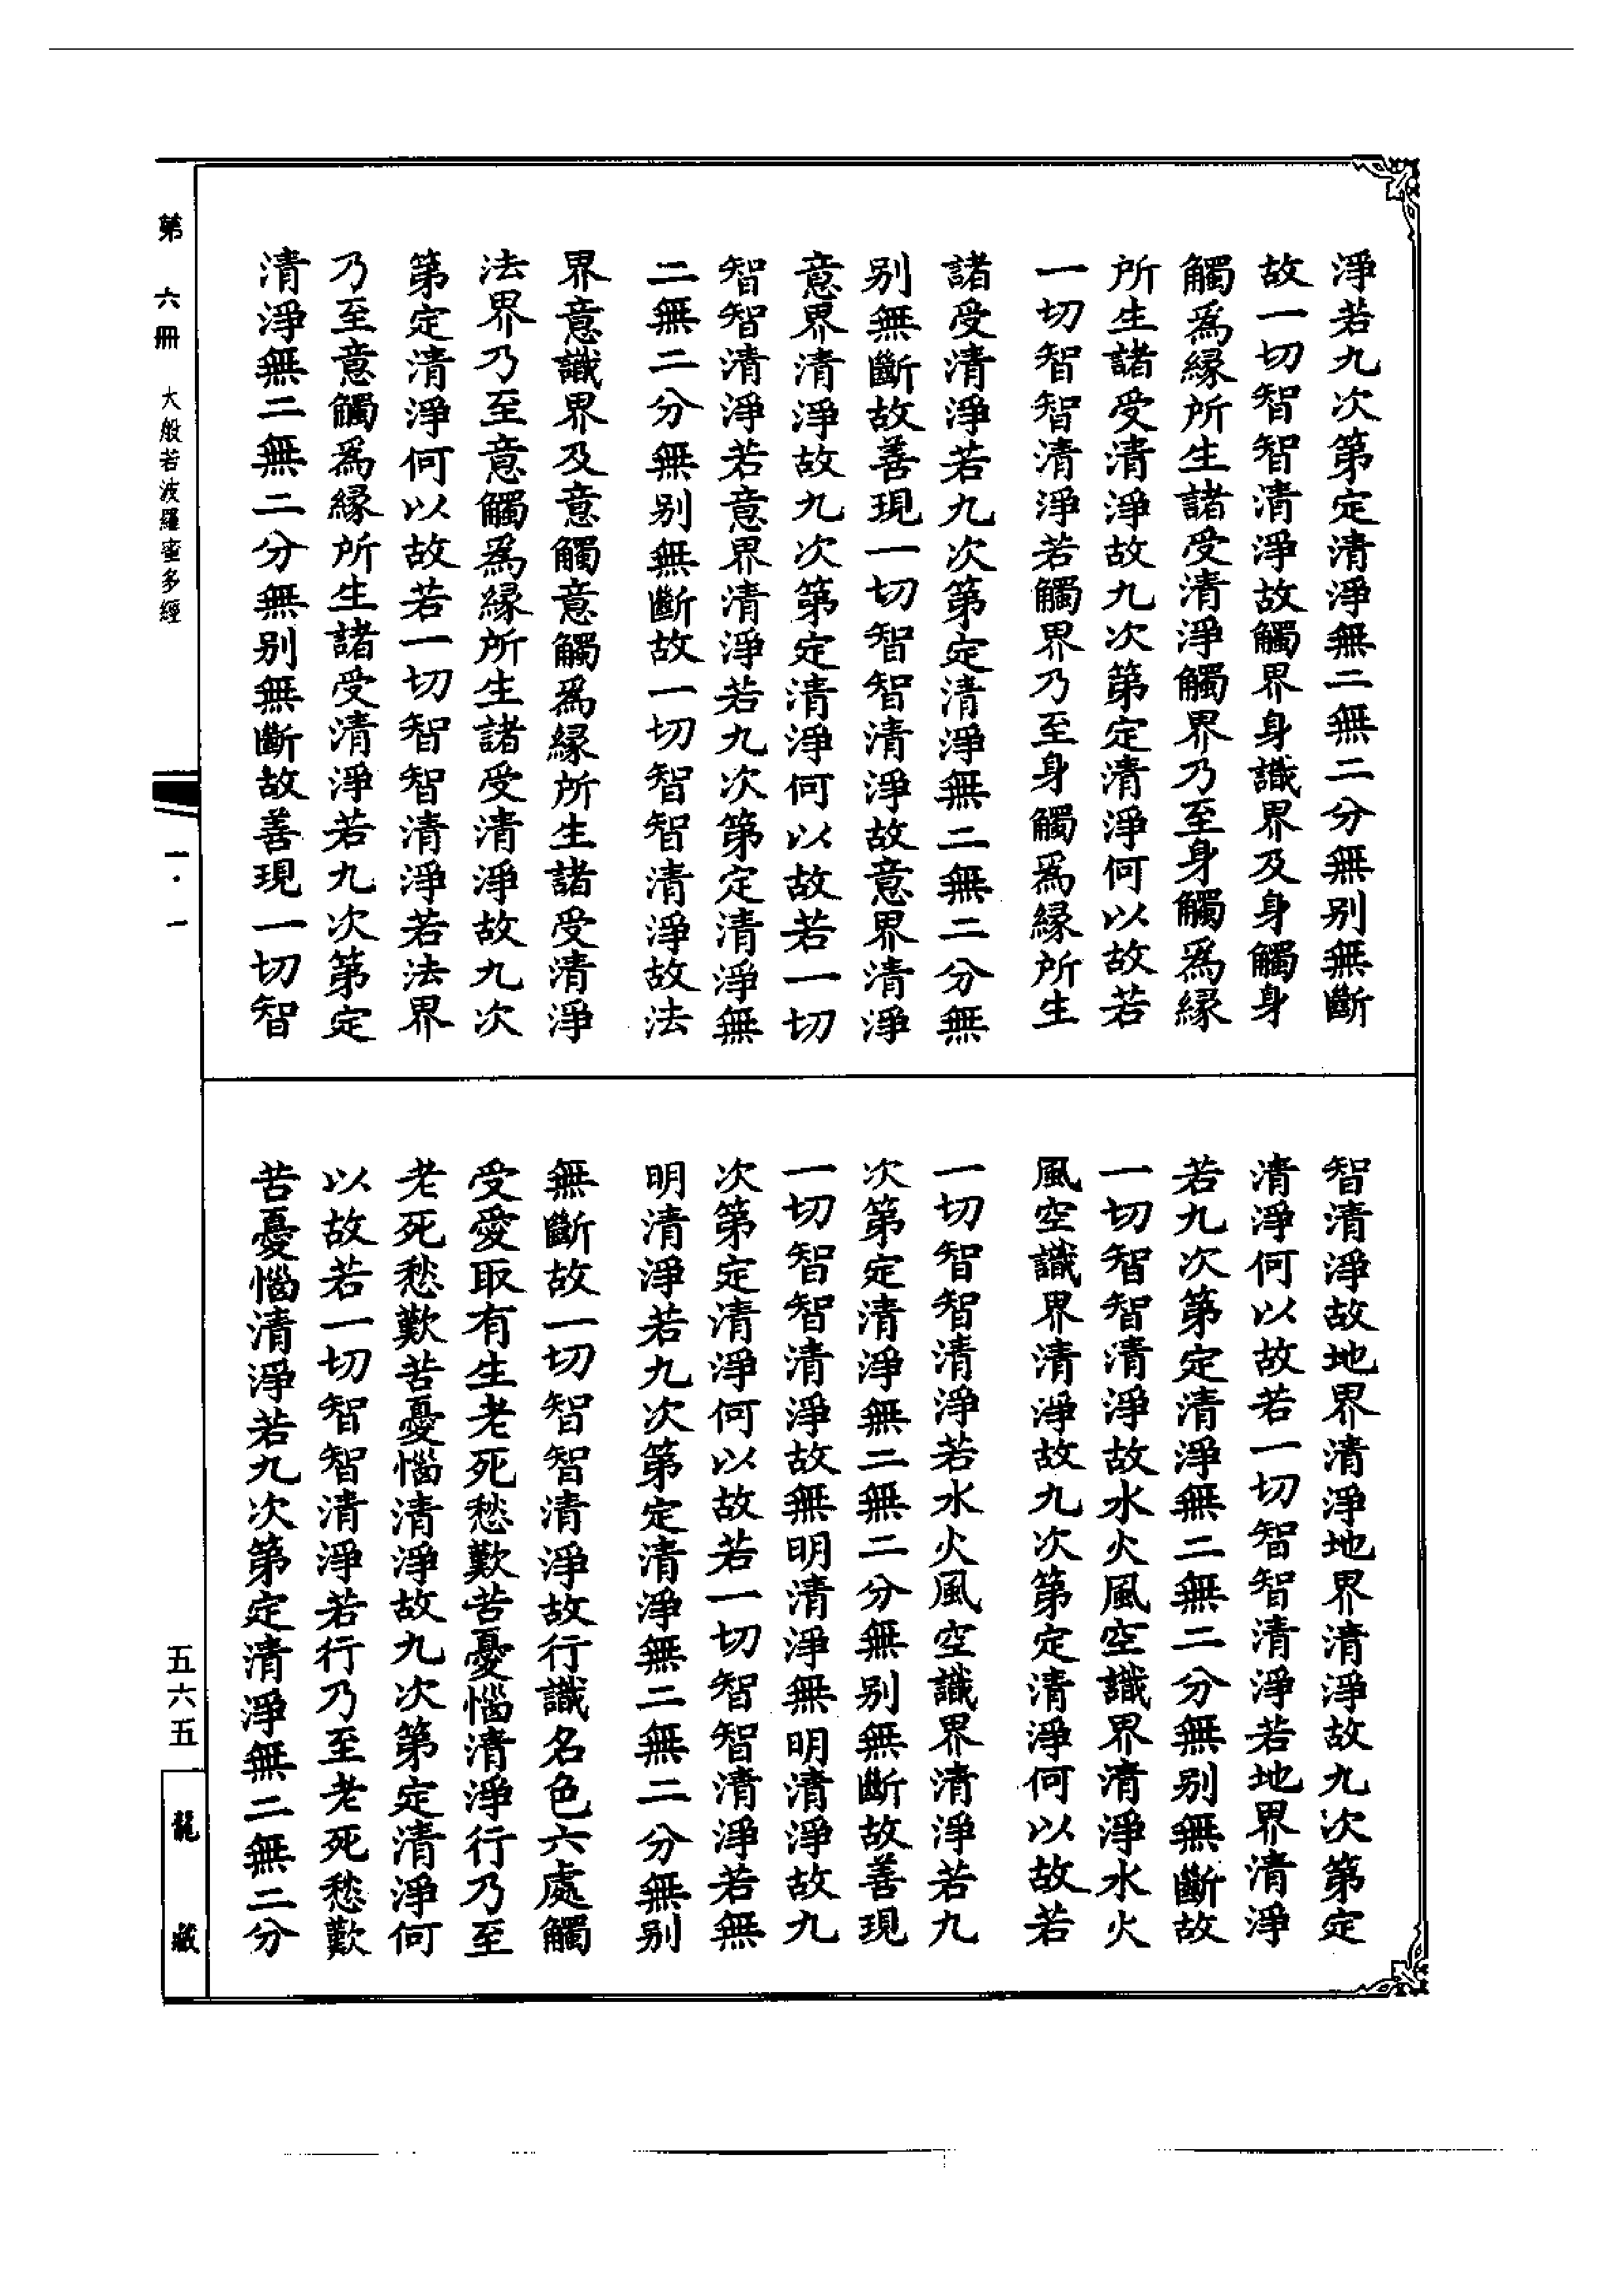 淨若九次第定清淨無二無二分無别無斷
故一切智智清淨故觸界身識界及身觸身
觸爲縁所生諸受清淨觸界乃至身觸爲縁
所生諸受清淨故九次第定清淨何以故若
一切智智清淨若觸界乃至身觸爲縁所生
諸受清淨若九次第定清淨無二無二分無
别無斷故善現一切智智清淨故意界清淨
意界清淨故九次第定清淨何以故若一切
智智清淨若意界清淨若九次第定清淨無
二無二分無别無斷故一切智智清淨故法
界意識界及意觸意觸爲縁所生諸受清淨
法界乃至意觸爲縁所生諸受清淨故九次
第定清淨何以故若一切智智清淨若法界
乃至意觸爲縁所生諸受清淨若九次第定
清淨無二無二分無别無斷故善現一切智
智清淨故地界清淨地界清淨故九次第定
清淨何以故若一切智智清淨若地界清淨
若九次第定清淨無二無二分無别無斷故
一切智智清淨故水火風空識界清淨水火
風空識界清淨故九次第定清淨何以故若
一切智智清淨若水火風空識界清淨若九
次第定清淨無二無二分無别無斷故善現
一切智智清淨故無明清淨無明清淨故九
次第定清淨何以故若一切智智清淨若無
明清淨若九次第定清淨無二無二分無别
無斷故一切智智清淨故行識名色六處觸
受愛取有生老死愁歎苦憂惱清淨行乃至
老死愁歎苦憂惱清淨故九次第定清淨何
以故若一切智智清淨若行乃至老死愁歎
苦憂惱清淨若九次第定清淨無二無二分
第六冊 大般若波羅蜜多經
一·一
五六五
龍藏